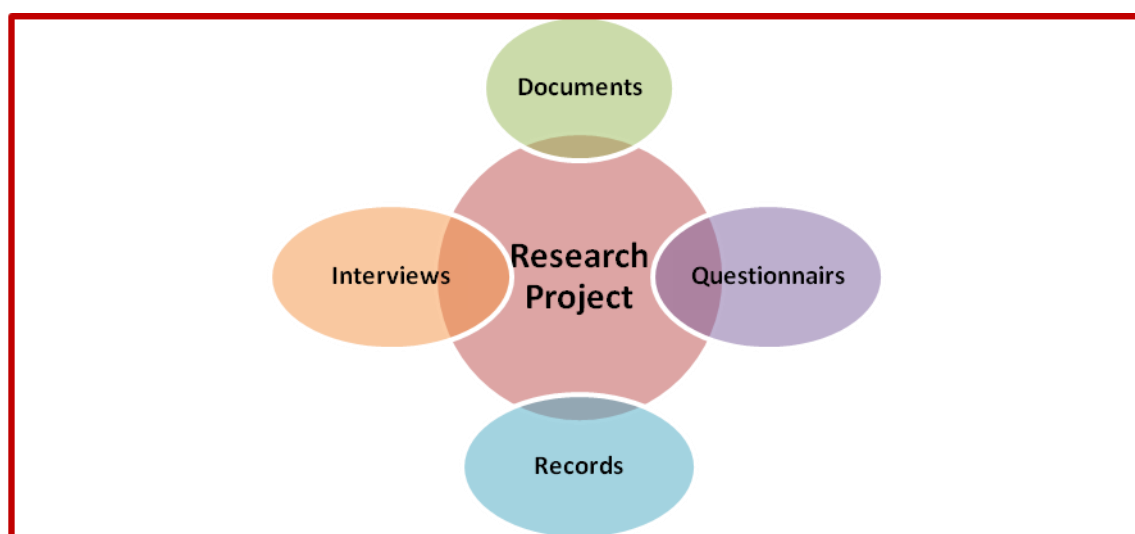 Documents
Interviews
Research
Project
Questionnairs
Records